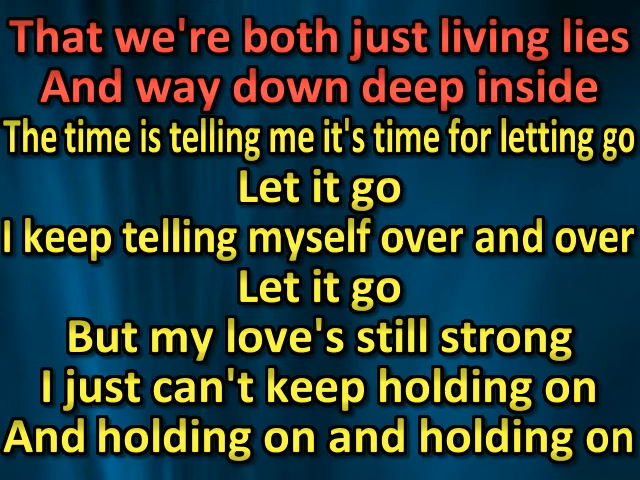 That we're both just living lies
And way down deep inside
The time is telling me it's time for letting go
Let it go
I keep telling myself over and over
Let it go
But my love's still strong
I just can't keep holding on
And holding on and holding on